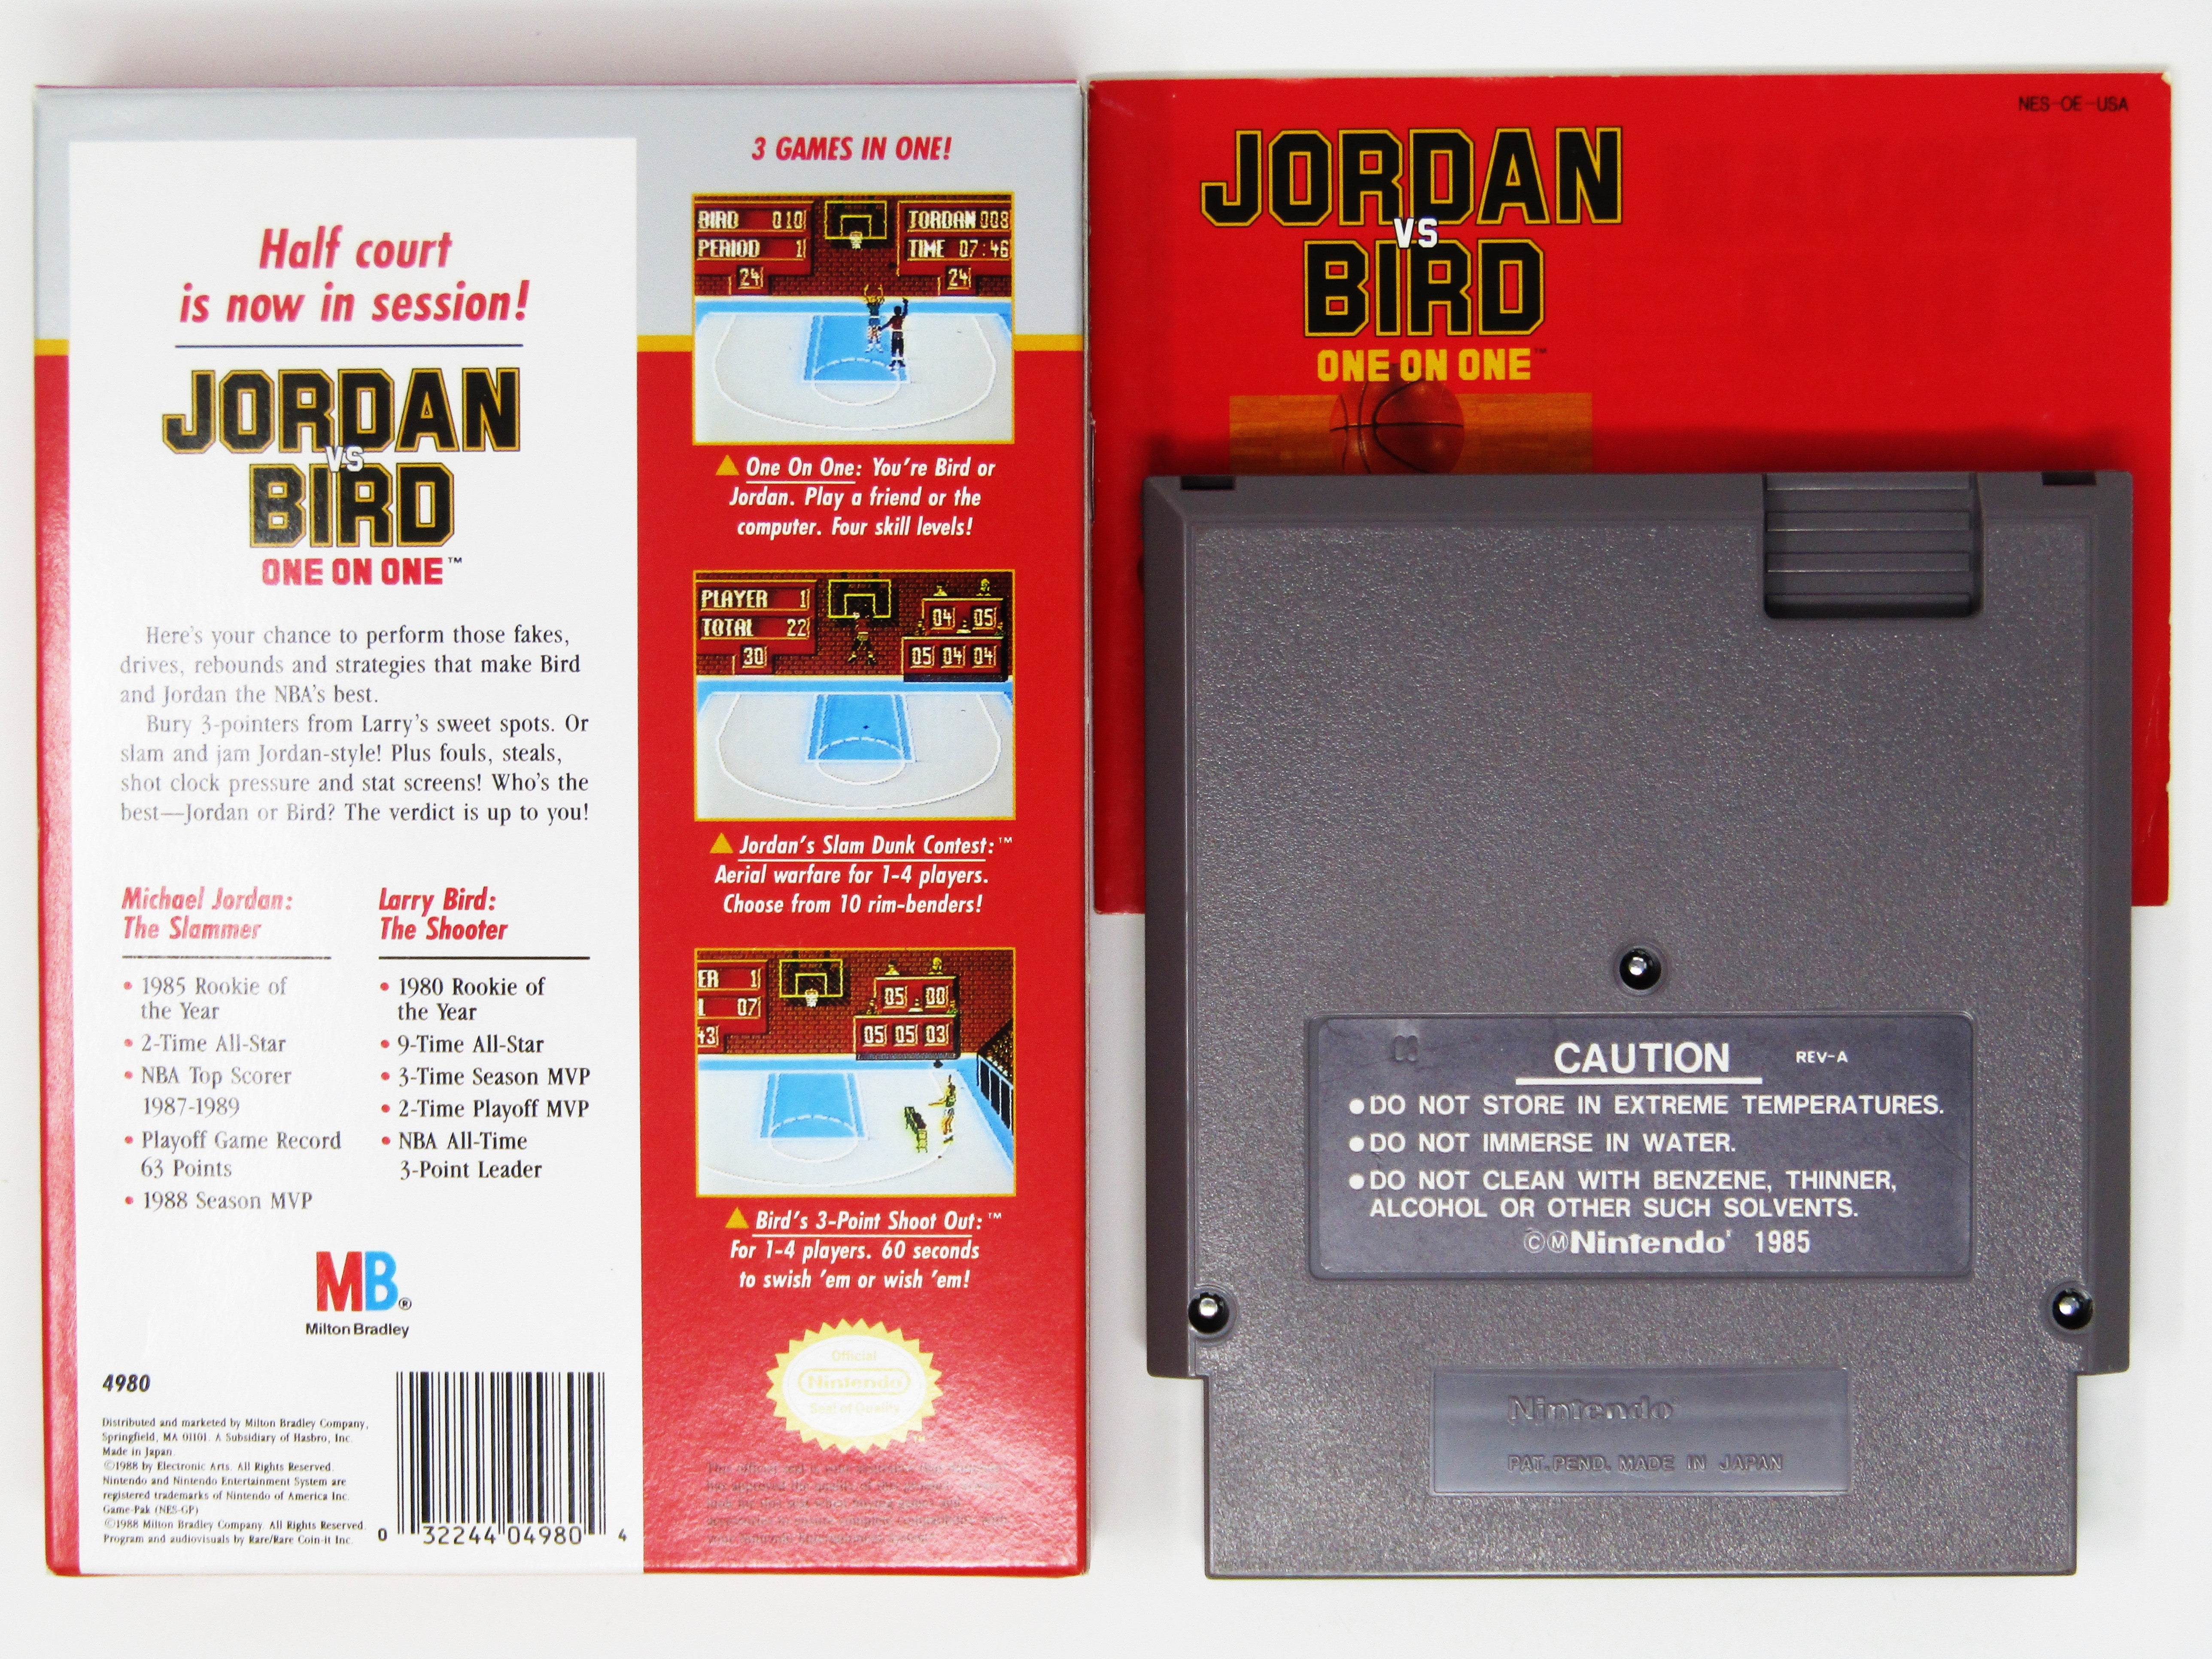 Half court
is now in session!
JORDAN
VS
BIRD
ONE ON ONE™
Here's your chance to perform those fakes,
drives, rebounds and strategies that make Bird
and Jordan the NBA's best.
Bury 3-pointers from Larry's sweet spots. Or
slam and jam Jordan-style! Plus fouls, steals,
shot clock pressure and stat screens! Who's the
best—Jordan or Bird? The verdict is up to you!
Michael Jordan:
The Slammer
• 1985 Rookie of
the Year
• 2-Time All-Star
• NBA Top Scorer
1987-1989
• Playoff Game Record
63 Points
• 1988 Season MVP
Larry Bird:
The Shooter
• 1980 Rookie of
the Year
• 9-Time All-Star
• 3-Time Season MVP
• 2-Time Playoff MVP
• NBA All-Time
3-Point Leader
MB®
Milton Bradley
4980
Distributed and marketed by Milton Bradley Company,
Springfield, MA 01101. A Subsidiary of Hasbro, Inc.
Made in Japan.
©1988 by Electronic Arts. All Rights Reserved.
Nintendo and Nintendo Entertainment System are
registered trademarks of Nintendo of America Inc.
Game-Pak (NES-GP)
©1988 Milton Bradley Company. All Rights Reserved.
Program and audiovisuals by Rare/Rare Coin-it Inc.
0 32244 04980 4
3 GAMES IN ONE!
BIRD 010 JORDAN 008
PERIOD 1 TIME 07:46
24 24
▲ One On One: You're Bird or
Jordan. Play a friend or the
computer. Four skill levels!
PLAYER 1
TOTAL 22
30
04 05
05 04 04
▲ Jordan's Slam Dunk Contest:™
Aerial warfare for 1-4 players.
Choose from 10 rim-benders!
ER 1
L 07
43
05 00
05 05 03
▲ Bird's 3-Point Shoot Out:™
For 1-4 players. 60 seconds
to swish 'em or wish 'em!
Official
Nintendo
Seal of Quality
NES-OE-USA
JORDAN
VS
BIRD
ONE ON ONE™
CAUTION REV-A
●DO NOT STORE IN EXTREME TEMPERATURES.
●DO NOT IMMERSE IN WATER.
●DO NOT CLEAN WITH BENZENE, THINNER,
ALCOHOL OR OTHER SUCH SOLVENTS.
©ⓂNintendo® 1985
Nintendo
PAT. PEND. MADE IN JAPAN